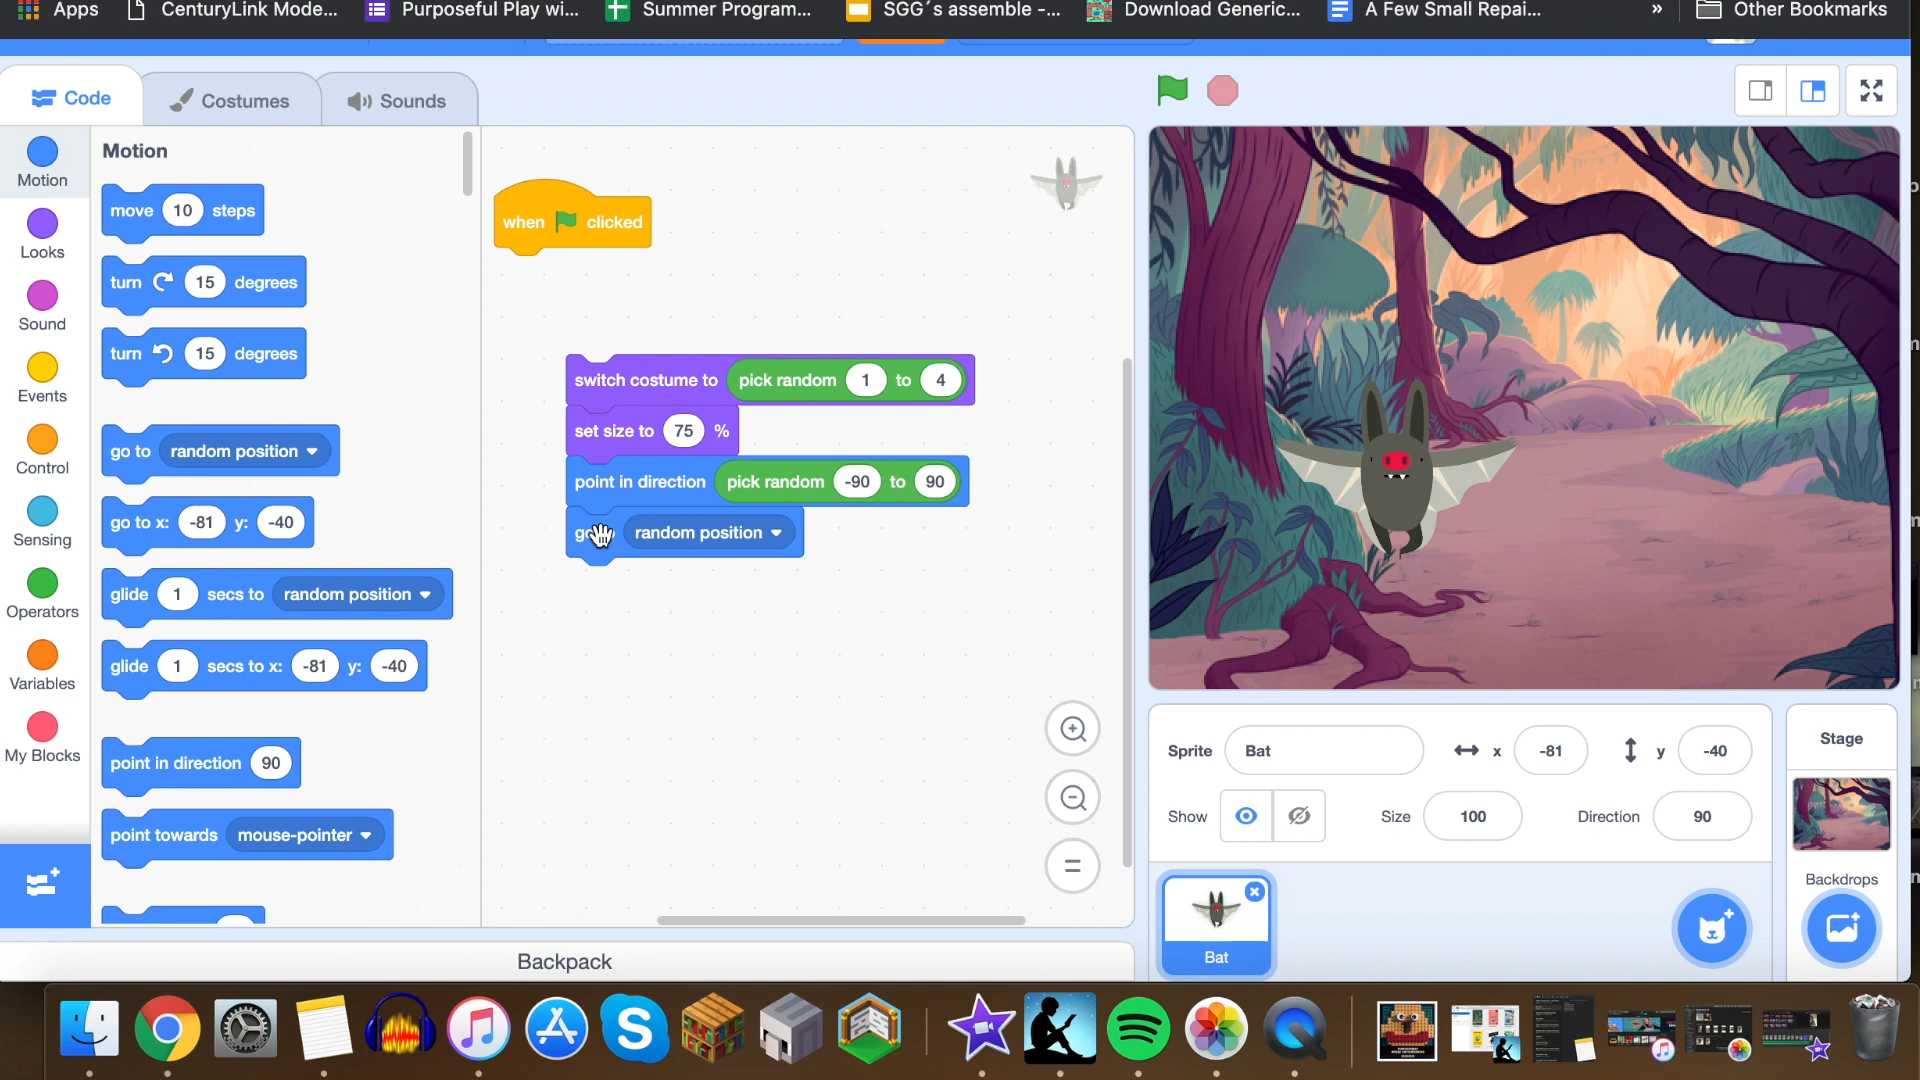 Apps CenturyLink Mode... Purposeful Play wi... Summer Program... SGG´s assemble -... Download Generic... A Few Small Repai... » Other Bookmarks
Code Costumes Sounds
Motion
Looks
Sound
Events
Control
Sensing
Operators
Variables
My Blocks
Motion
move 10 steps
turn 15 degrees
turn 15 degrees
go to random position
go to x: -81 y: -40
glide 1 secs to random position
glide 1 secs to x: -81 y: -40
point in direction 90
point towards mouse-pointer
when clicked
switch costume to pick random 1 to 4
set size to 75 %
point in direction pick random -90 to 90
random position
Backpack
Sprite Bat x -81 y -40
Show Size 100 Direction 90
Bat
Stage
Backdrops